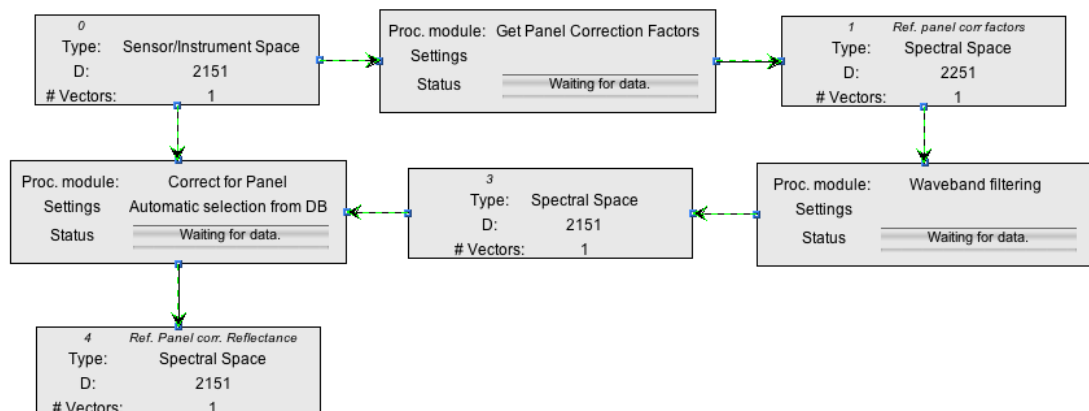 0
Type: Sensor/Instrument Space
D: 2151
# Vectors: 1
Proc. module: Get Panel Correction Factors
Settings
Status Waiting for data.
1 Ref. panel corr factors
Type: Spectral Space
D: 2251
# Vectors: 1
Proc. module: Correct for Panel
Settings Automatic selection from DB
Status Waiting for data.
3
Type: Spectral Space
D: 2151
# Vectors: 1
Proc. module: Waveband filtering
Settings
Status Waiting for data.
4 Ref. Panel corr. Reflectance
Type: Spectral Space
D: 2151
# Vectors: 1